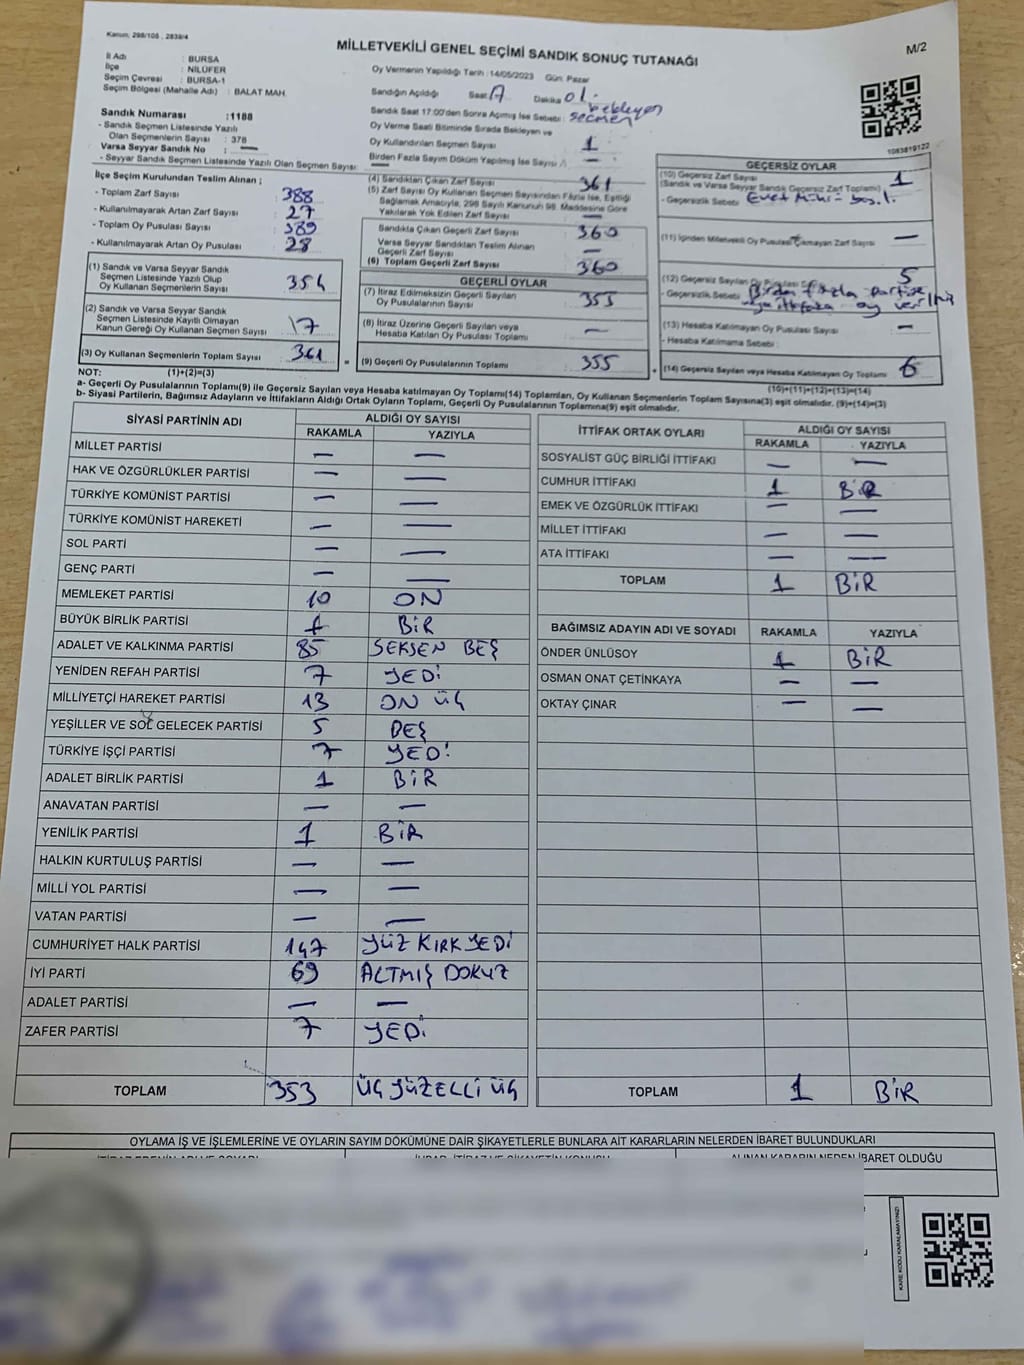 Kanun, 298/105 , 2839/4
MİLLETVEKİLİ GENEL SEÇİMİ SANDIK SONUÇ TUTANAĞI
M/2
İl Adı : BURSA
İlçe : NİLÜFER
Seçim Çevresi : BURSA-1
Seçim Bölgesi (Mahalle Adı) : BALAT MAH.
Sandık Numarası :1188
- Sandık Seçmen Listesinde Yazılı
Olan Seçmenlerin Sayısı : 378
Varsa Seyyar Sandık No : —
- Seyyar Sandık Seçmen Listesinde Yazılı Olan Seçmen Sayısı: —
Oy Vermenin Yapıldığı Tarih :14/05/2023 Gün: Pazar
Sandığın Açıldığı Saat 17 Dakika 01.
Sandık Saat 17:00'den Sonra Açılmış İse Sebebi : bekleyen seçmen
Oy Verme Saati Bitiminde Sırada Bekleyen ve
Oy Kullandırılan Seçmen Sayısı 1
Birden Fazla Sayım Döküm Yapılmış İse Sayısı —
1083819122
İlçe Seçim Kurulundan Teslim Alınan ;
- Toplam Zarf Sayısı 388
- Kullanılmayarak Artan Zarf Sayısı 27
- Toplam Oy Pusulası Sayısı 389
- Kullanılmayarak Artan Oy Pusulası 28
(1) Sandık ve Varsa Seyyar Sandık
Seçmen Listesinde Yazılı Olup
Oy Kullanan Seçmenlerin Sayısı 354
(2) Sandık ve Varsa Seyyar Sandık
Seçmen Listesinde Kayıtlı Olmayan
Kanun Gereği Oy Kullanan Seçmen Sayısı 7
(3) Oy Kullanan Seçmenlerin Toplam Sayısı 361
(4) Sandıktan Çıkan Zarf Sayısı 361
(5) Zarf Sayısı Oy Kullanan Seçmen Sayısından Fazla İse, Eşitliği
Sağlamak Amacıyla, 298 Sayılı Kanunun 98. Maddesine Göre
Yakılarak Yok Edilen Zarf Sayısı —
Sandıkta Çıkan Geçerli Zarf Sayısı 360
Varsa Seyyar Sandıktan Teslim Alınan
Geçerli Zarf Sayısı —
(6) Toplam Geçerli Zarf Sayısı 360
GEÇERLİ OYLAR
(7) İtiraz Edilmeksizin Geçerli Sayılan
Oy Pusulasının Sayısı 355
(8) İtiraz Üzerine Geçerli Sayılan veya
Hesaba Katılan Oy Pusulası Toplamı —
= (9) Geçerli Oy Pusulalarının Toplamı 355
GEÇERSİZ OYLAR
(10) Geçersiz Zarf Sayısı
(Sandık ve Varsa Seyyar Sandık Geçersiz Zarf Toplamı) 1
- Geçersizlik Sebebi Evet Mühü- bas.l.
(11) İçinden Milletvekili Oy Pusulası Çıkmayan Zarf Sayısı —
(12) Geçersiz Sayılan Oy Pusulası S 5
- Geçersizlik Sebebi Birden fazla partiye
veya ittifaka oy verlmiş
(13) Hesaba Katılmayan Oy Pusulası Sayısı —
- Hesaba Katılmama Sebebi :
+ (14) Geçersiz Sayılan veya Hesaba Katılmayan Oy Toplamı 6
NOT: (1)+(2)=(3)
(10)+(11)+(12)+(13)=(14)
a- Geçerli Oy Pusulalarının Toplamı(9) ile Geçersiz Sayılan veya Hesaba katılmayan Oy Toplamı(14) Toplamları, Oy Kullanan Seçmenlerin Toplam Sayısına(3) eşit olmalıdır. (9)+(14)=(3)
b- Siyasi Partilerin, Bağımsız Adayların ve İttifakların Aldığı Ortak Oyların Toplamı, Geçerli Oy Pusulalarının Toplamına(9) eşit olmalıdır.
SİYASİ PARTİNİN ADI ALDIĞI OY SAYISI
RAKAMLA YAZIYLA
MİLLET PARTİSİ — —
HAK VE ÖZGÜRLÜKLER PARTİSİ — —
TÜRKİYE KOMÜNİST PARTİSİ — —
TÜRKİYE KOMÜNİST HAREKETİ — —
SOL PARTİ — —
GENÇ PARTİ — —
MEMLEKET PARTİSİ 10 ON
BÜYÜK BİRLİK PARTİSİ 1 BİR
ADALET VE KALKINMA PARTİSİ 85 SEKSEN BEŞ
YENİDEN REFAH PARTİSİ 7 YEDİ
MİLLİYETÇİ HAREKET PARTİSİ 13 ON ÜÇ
YEŞİLLER VE SOL GELECEK PARTİSİ 5 BEŞ
TÜRKİYE İŞÇİ PARTİSİ 7 YEDİ
ADALET BİRLİK PARTİSİ 1 BİR
ANAVATAN PARTİSİ — —
YENİLİK PARTİSİ 1 BİR
HALKIN KURTULUŞ PARTİSİ — —
MİLLİ YOL PARTİSİ — —
VATAN PARTİSİ — —
CUMHURİYET HALK PARTİSİ 147 YÜZ KIRK YEDİ
İYİ PARTİ 69 ALTMIŞ DOKUZ
ADALET PARTİSİ — —
ZAFER PARTİSİ 7 YEDİ
TOPLAM 353 ÜÇ YÜZELLİ ÜÇ
İTTİFAK ORTAK OYLARI ALDIĞI OY SAYISI
RAKAMLA YAZIYLA
SOSYALİST GÜÇ BİRLİĞİ İTTİFAKI — —
CUMHUR İTTİFAKI 1 BİR
EMEK VE ÖZGÜRLÜK İTTİFAKI — —
MİLLET İTTİFAKI — —
ATA İTTİFAKI — —
TOPLAM 1 BİR
BAĞIMSIZ ADAYIN ADI VE SOYADI RAKAMLA YAZIYLA
ÖNDER ÜNLÜSOY 1 BİR
OSMAN ONAT ÇETİNKAYA — —
OKTAY ÇINAR — —
TOPLAM 1 BİR
OYLAMA İŞ VE İŞLEMLERİNE VE OYLARIN SAYIM DÖKÜMÜNE DAİR ŞİKAYETLERLE BUNLARA AİT KARARLARIN NELERDEN İBARET BULUNDUKLARI
ALINAN KARARIN NEDEN İBARET OLDUĞU
KARE KODU KARALAMAYINIZ!